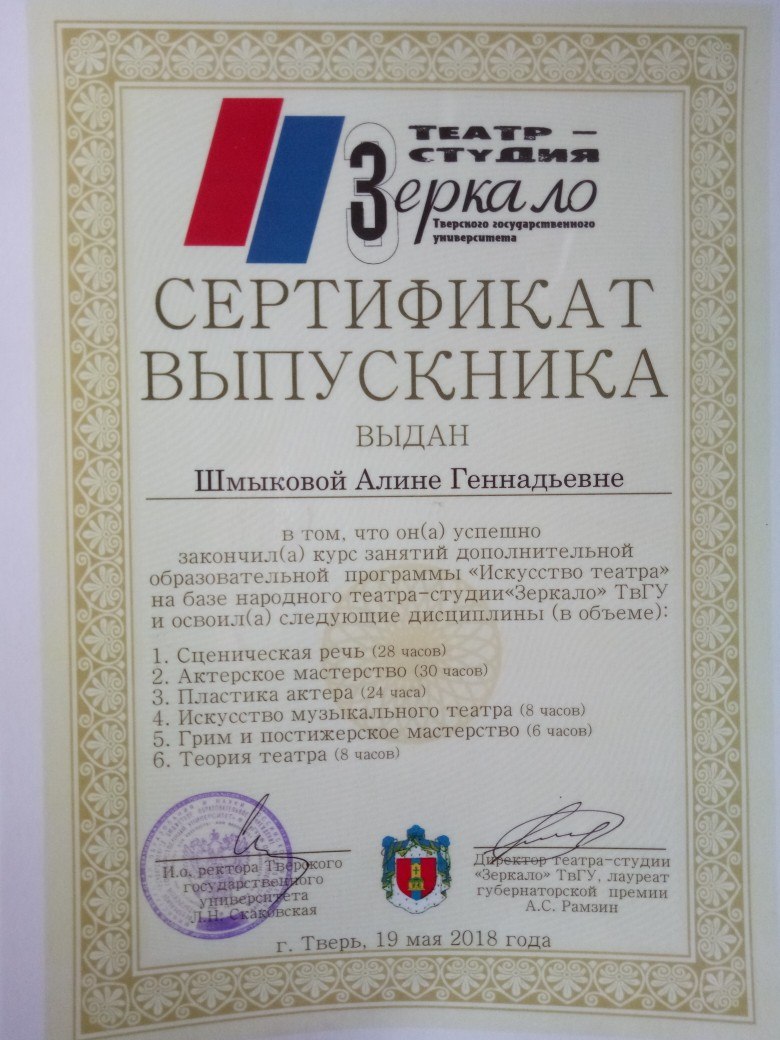 ТЕАТР –
СТУДИЯ
Зеркало
Тверского государственного
университета
СЕРТИФИКАТ
ВЫПУСКНИКА
ВЫДАН
Шмыковой Алине Геннадьевне
в том, что он(а) успешно
закончил(а) курс занятий дополнительной
образовательной программы «Искусство театра»
на базе народного театра-студии«Зеркало» ТвГУ
и освоил(а) следующие дисциплины (в объеме):
1. Сценическая речь (28 часов)
2. Актерское мастерство (30 часов)
3. Пластика актера (24 часа)
4. Искусство музыкального театра (8 часов)
5. Грим и постижерское мастерство (6 часов)
6. Теория театра (8 часов)
И.о. ректора Тверского
государственного
университета
Л.Н. Скаковская
Директор театра-студии
«Зеркало» ТвГУ, лауреат
губернаторской премии
А.С. Рамзин
г. Тверь, 19 мая 2018 года